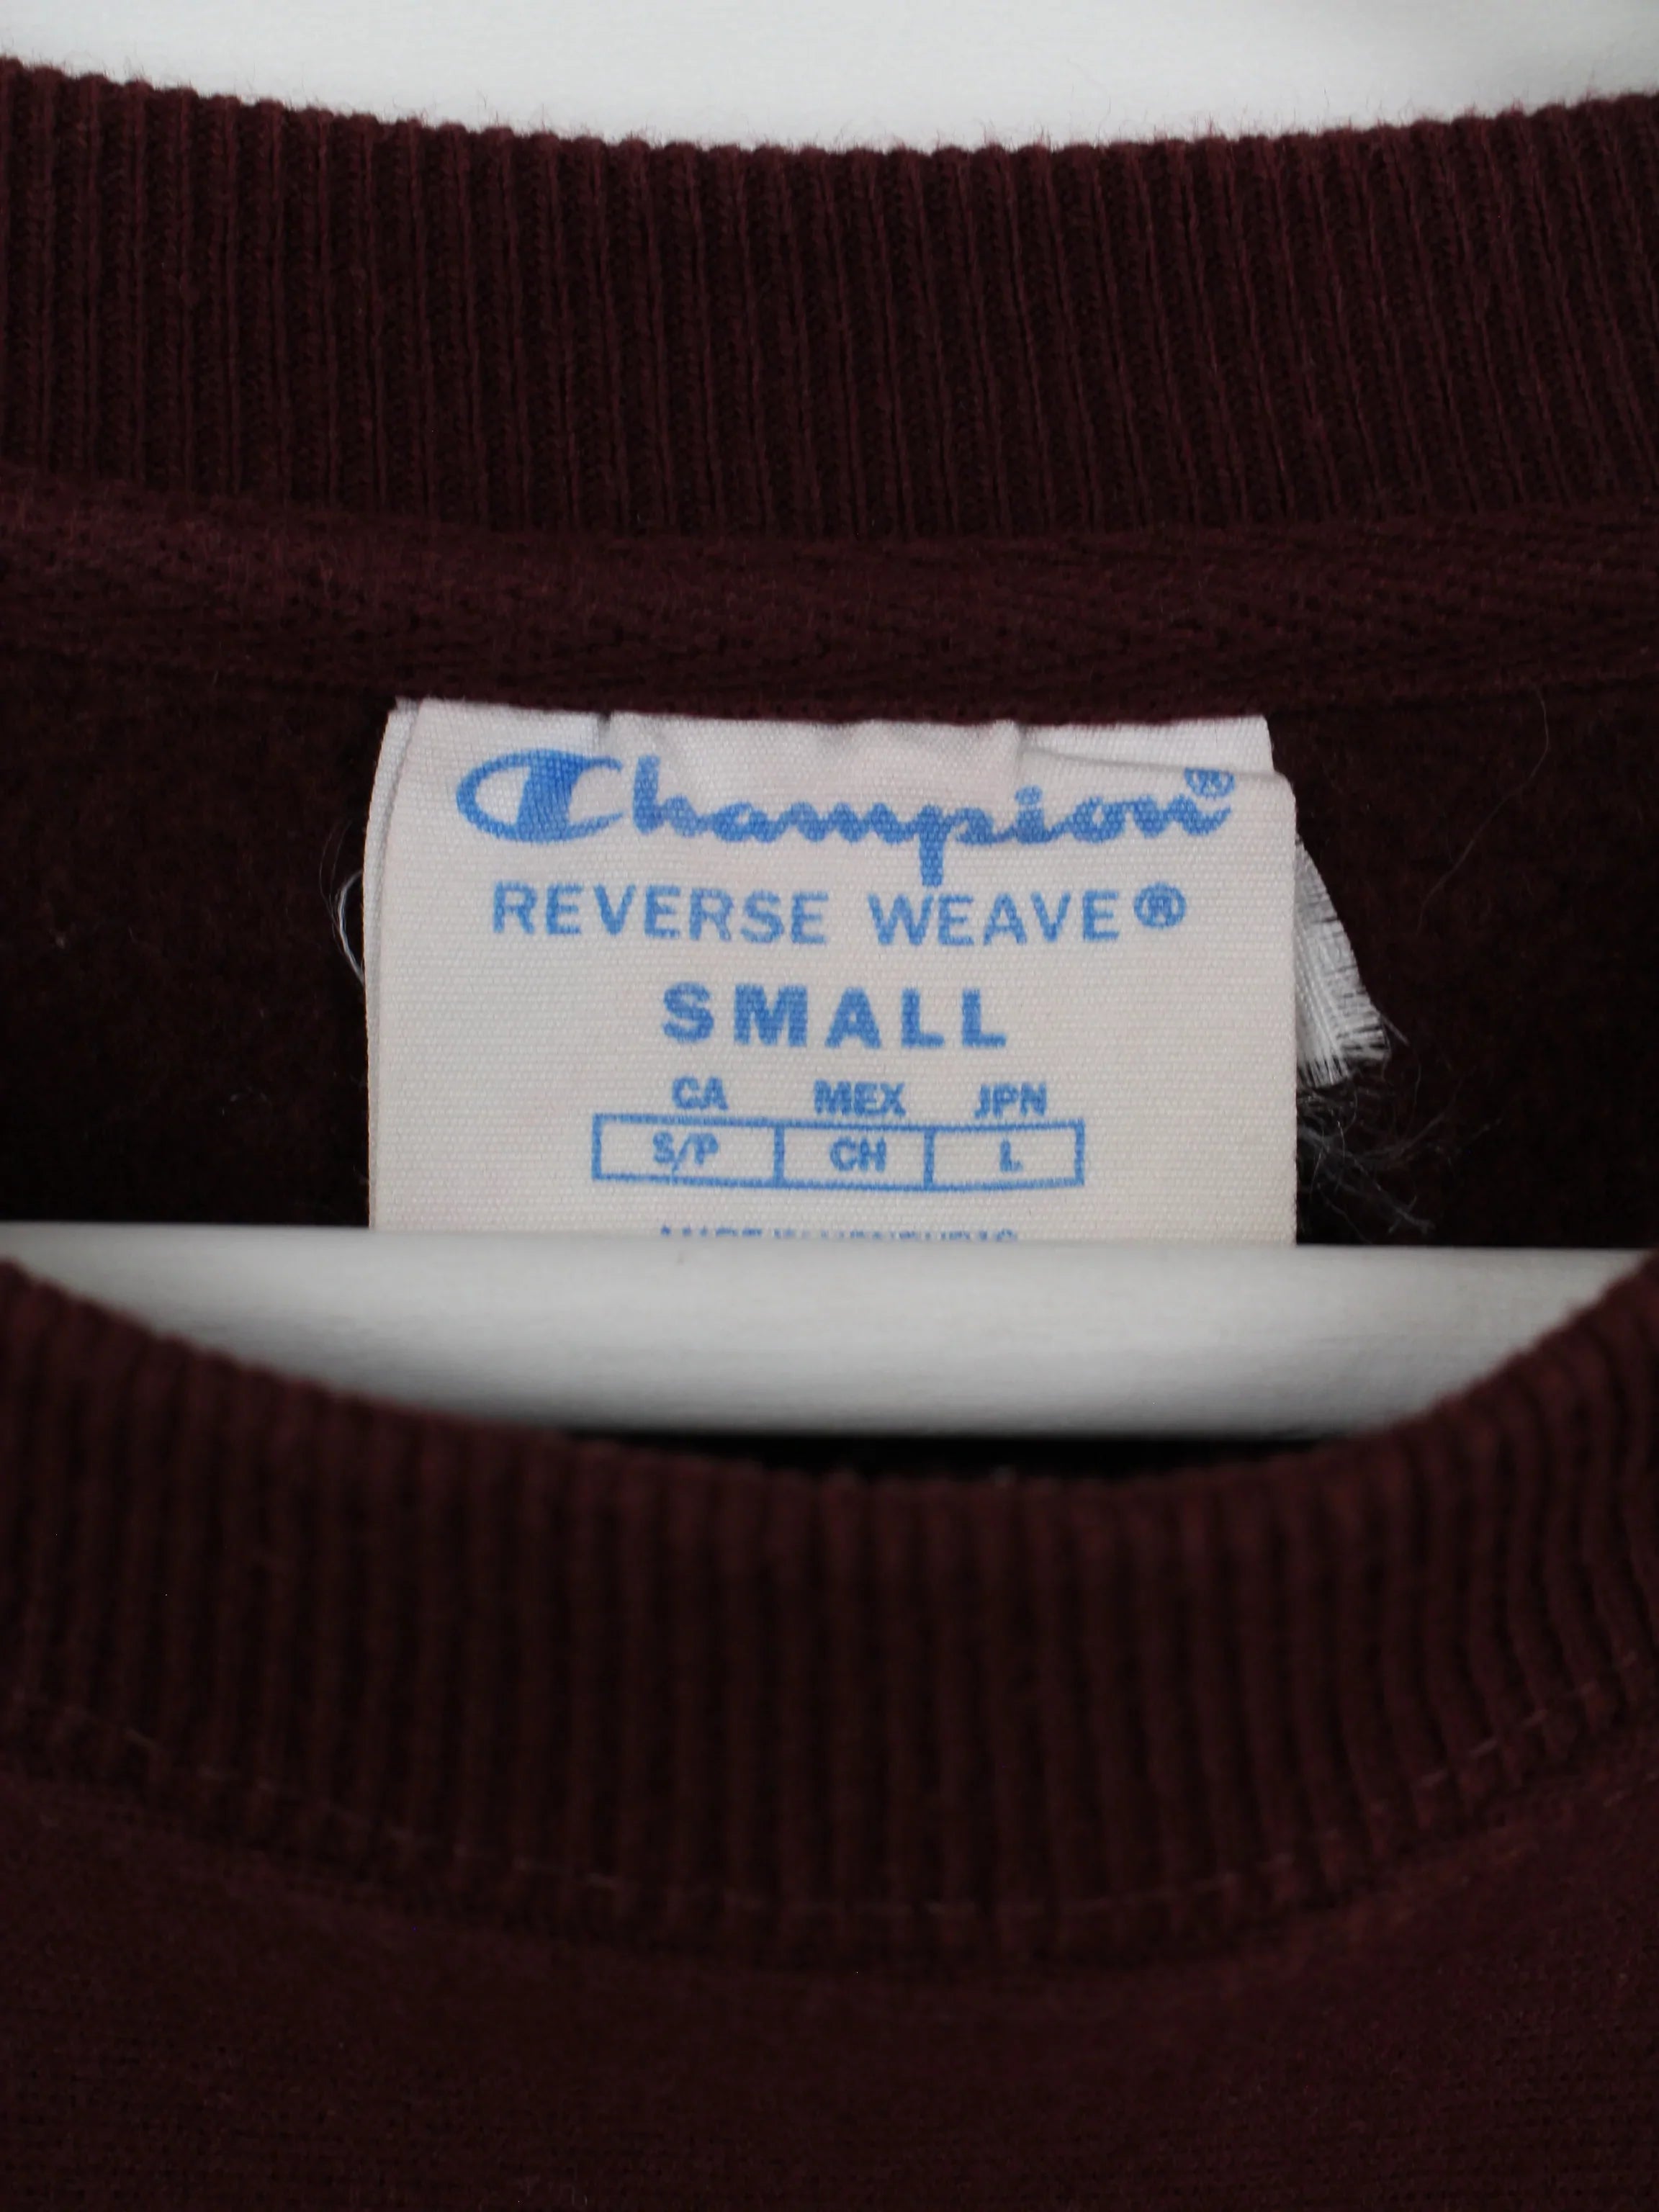 Champion®
REVERSE WEAVE®
SMALL
CA MEX JPN
S/P CH L